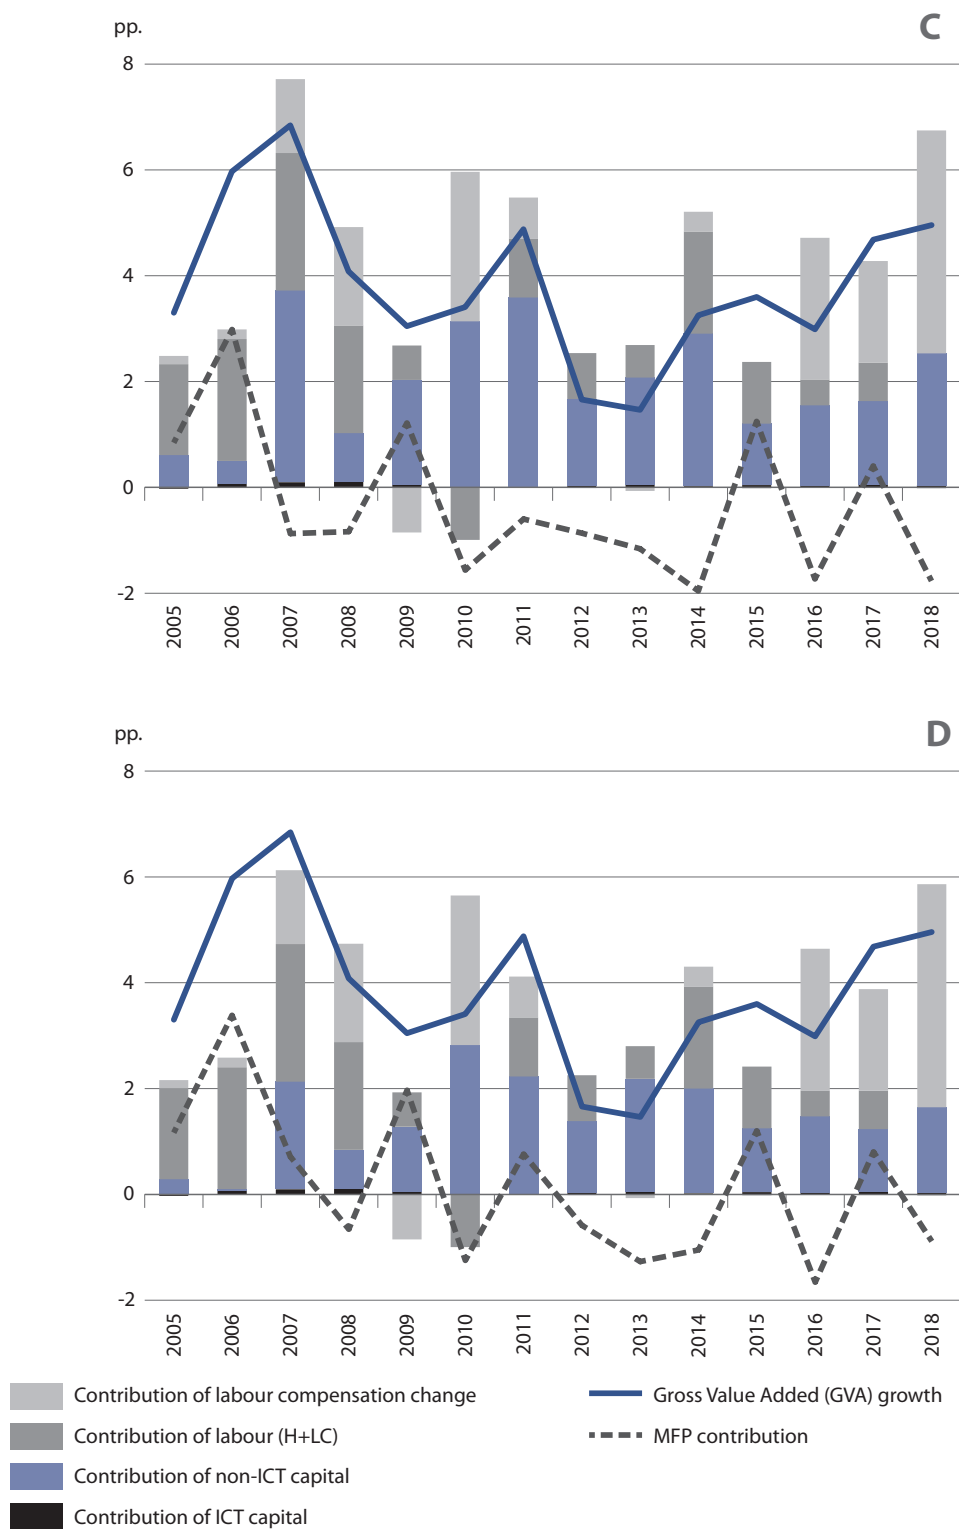 pp.
C
8
6
4
2
0
-2
2005 2006 2007 2008 2009 2010 2011 2012 2013 2014 2015 2016 2017 2018
pp.
D
8
6
4
2
0
-2
2005 2006 2007 2008 2009 2010 2011 2012 2013 2014 2015 2016 2017 2018
Contribution of labour compensation change
Contribution of labour (H+LC)
Contribution of non-ICT capital
Contribution of ICT capital
Gross Value Added (GVA) growth
MFP contribution